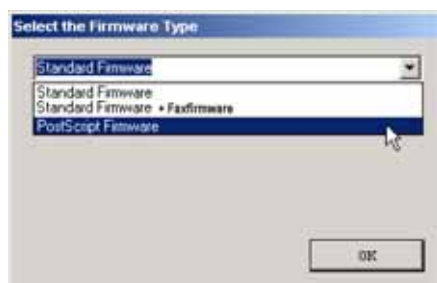 Select the Firmware Type
Standard Firmware
Standard Firmware
Standard Firmware + Faxfirmware
PostScript Firmware
OK